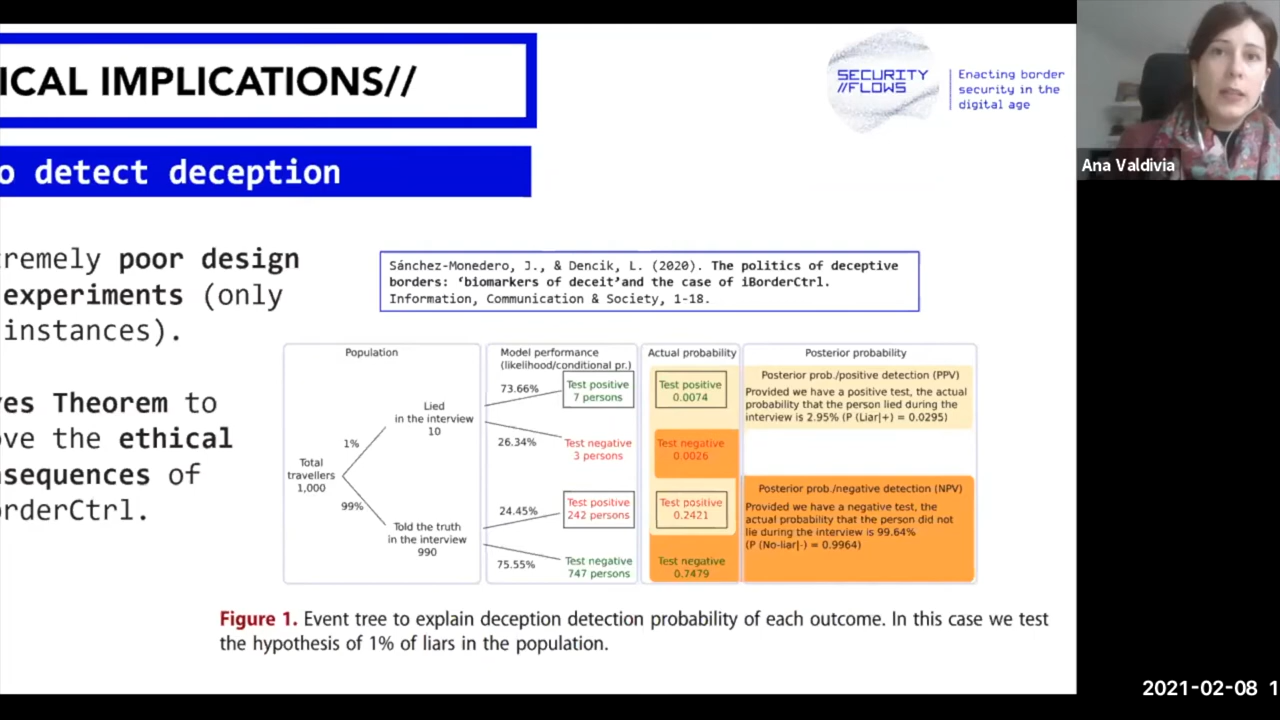 ICAL IMPLICATIONS//
SECURITY
//FLOWS
Enacting border
security in the
digital age
Ana Valdivia
o detect deception
tremely poor design
experiments (only
instances).
Sánchez-Monedero, J., & Dencik, L. (2020). The politics of deceptive
borders: ‘biomarkers of deceit’and the case of iBorderCtrl.
Information, Communication & Society, 1-18.
yes Theorem to
ove the ethical
nsequences of
orderCtrl.
Population
Total
travellers
1,000
1%
99%
Lied
in the interview
10
Told the truth
in the interview
990
Model performance
(likelihood/conditional pr.)
73.66%
Test positive
7 persons
26.34%
Test negative
3 persons
24.45%
Test positive
242 persons
75.55%
Test negative
747 persons
Actual probability
Test positive
0.0074
Test negative
0.0026
Test positive
0.2421
Test negative
0.7479
Posterior probability
Posterior prob./positive detection (PPV)
Provided we have a positive test, the actual
probability that the person lied during the
interview is 2.95% (P (Liar|+) = 0.0295)
Posterior prob./negative detection (NPV)
Provided we have a negative test, the
actual probability that the person did not
lie during the interview is 99.64%
(P (No-liar|-) = 0.9964)
Figure 1. Event tree to explain deception detection probability of each outcome. In this case we test
the hypothesis of 1% of liars in the population.
2021-02-08 1